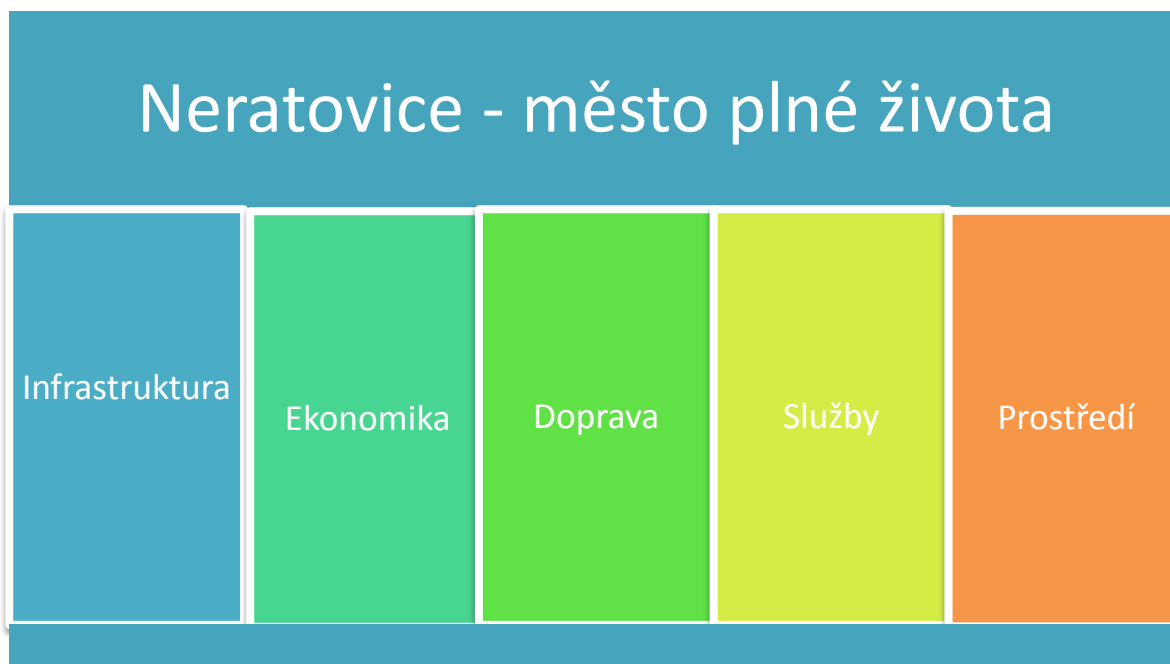 Neratovice - město plné života
Infrastruktura
Ekonomika
Doprava
Služby
Prostředí